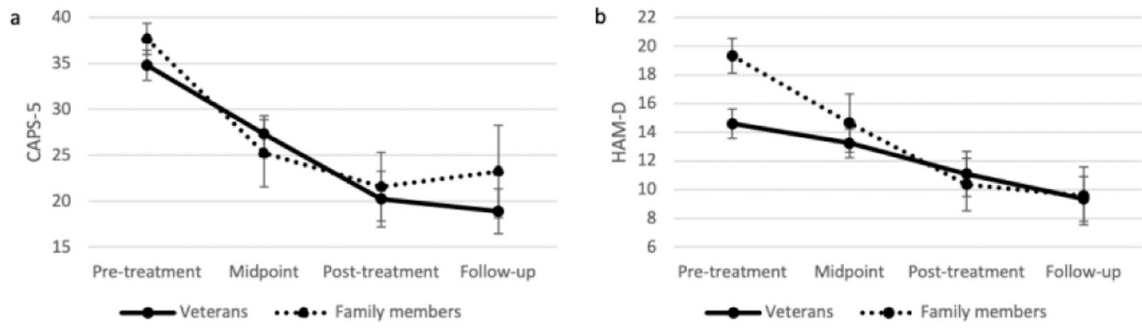 a
40
35
30
25
20
15
CAPS-5
Pre-treatment Midpoint Post-treatment Follow-up
Veterans Family members
b
22
20
18
16
14
12
10
8
6
HAM-D
Pre-treatment Midpoint Post-treatment Follow-up
Veterans Family members